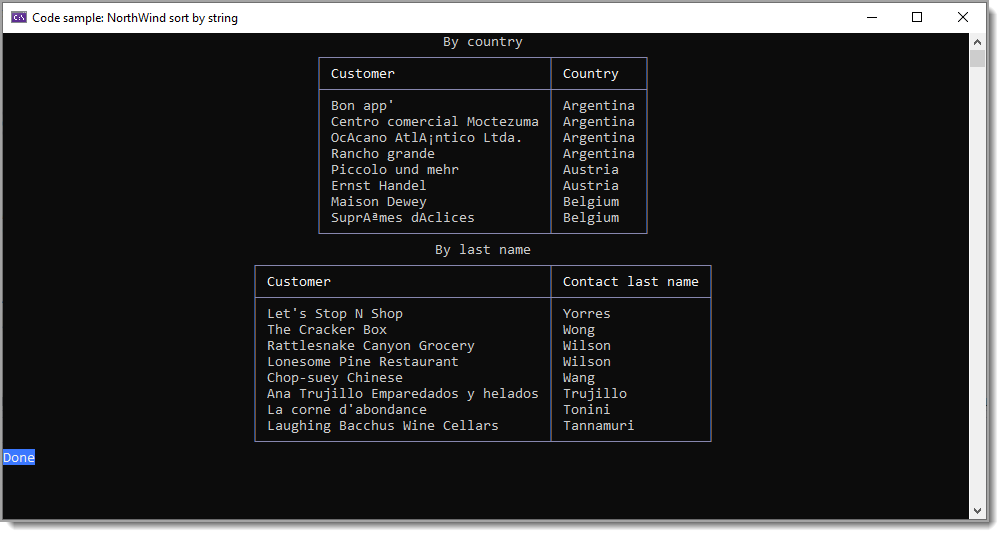 Code sample: NorthWind sort by string
By country
Customer Country
Bon app' Argentina
Centro comercial Moctezuma Argentina
OcÃcano AtlÃ¡ntico Ltda. Argentina
Rancho grande Argentina
Piccolo und mehr Austria
Ernst Handel Austria
Maison Dewey Belgium
SuprÃªmes dÃclices Belgium
By last name
Customer Contact last name
Let's Stop N Shop Yorres
The Cracker Box Wong
Rattlesnake Canyon Grocery Wilson
Lonesome Pine Restaurant Wilson
Chop-suey Chinese Wang
Ana Trujillo Emparedados y helados Trujillo
La corne d'abondance Tonini
Laughing Bacchus Wine Cellars Tannamuri
Done